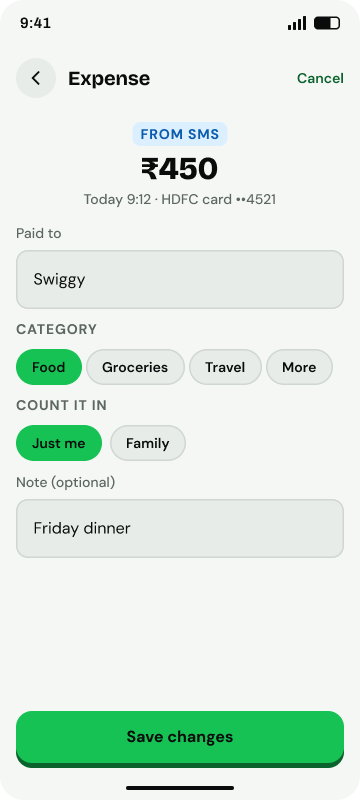 9:41
Expense
Cancel
FROM SMS
₹450
Today 9:12 · HDFC card ••4521
Paid to
Swiggy
CATEGORY
Food Groceries Travel More
COUNT IT IN
Just me Family
Note (optional)
Friday dinner
Save changes